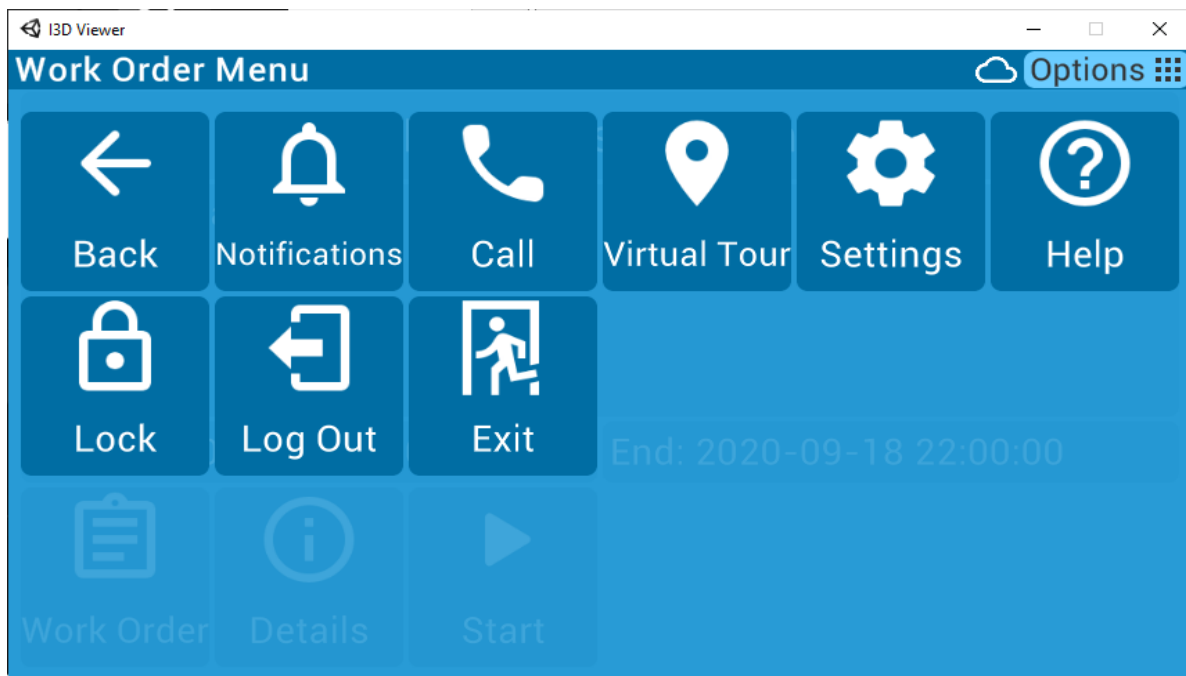 I3D Viewer
Work Order Menu
Options
Back Notifications Call Virtual Tour Settings Help
Lock Log Out Exit
End: 2020-09-18 22:00:00
Work Order Details Start